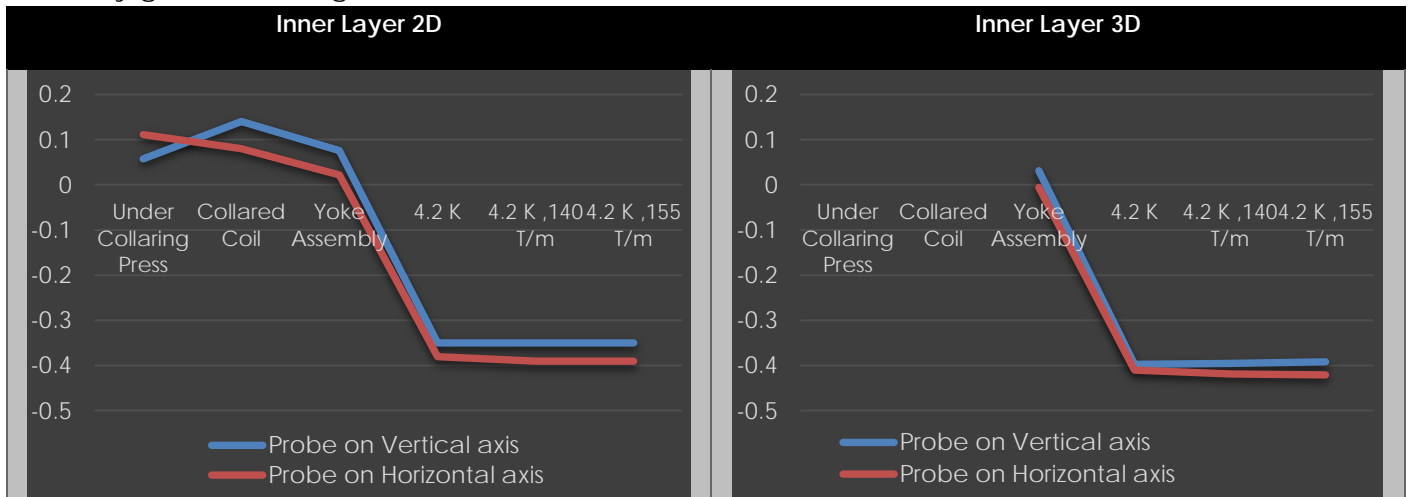 Inner Layer 2D
0.2
0.1
0
-0.1
-0.2
-0.3
-0.4
-0.5
Under Collaring Press
Collared Coil
Yoke Assembly
4.2 K
4.2 K ,140 T/m
4.2 K ,155 T/m
Probe on Vertical axis
Probe on Horizontal axis
Inner Layer 3D
0.2
0.1
0
-0.1
-0.2
-0.3
-0.4
-0.5
Under Collaring Press
Collared Coil
Yoke Assembly
4.2 K
4.2 K ,140 T/m
4.2 K ,155 T/m
Probe on Vertical axis
Probe on Horizontal axis